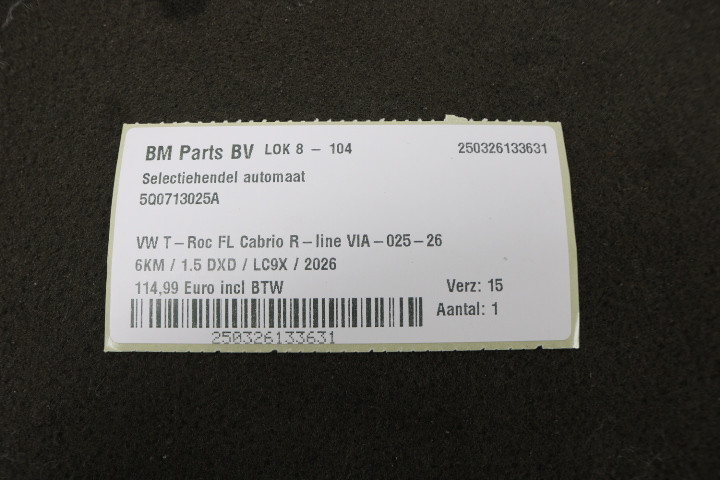 BM Parts BV LOK 8 - 104 250326133631
Selectiehendel automaat
5Q0713025A
VW T-Roc FL Cabrio R-line VIA-025-26
6KM / 1.5 DXD / LC9X / 2026
114,99 Euro incl BTW Verz: 15
Aantal: 1
250326133631